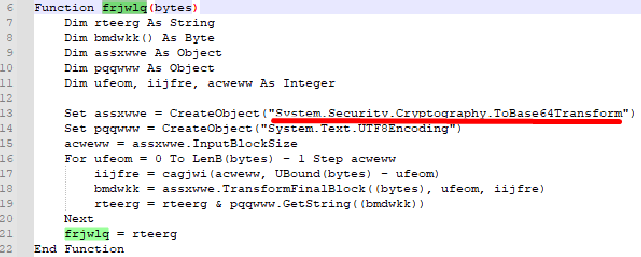 6 Function frjwlq(bytes)
7 Dim rteerg As String
8 Dim bmdwkk() As Byte
9 Dim assxwwe As Object
10 Dim pqqwww As Object
11 Dim ufeom, iijfre, acweww As Integer
12
13 Set assxwwe = CreateObject("System.Security.Cryptography.ToBase64Transform")
14 Set pqqwww = CreateObject("System.Text.UTF8Encoding")
15 acweww = assxwwe.InputBlockSize
16 For ufeom = 0 To LenB(bytes) - 1 Step acweww
17 iijfre = cagjwi(acweww, UBound(bytes) - ufeom)
18 bmdwkk = assxwwe.TransformFinalBlock((bytes), ufeom, iijfre)
19 rteerg = rteerg & pqqwww.GetString((bmdwkk))
20 Next
21 frjwlq = rteerg
22 End Function